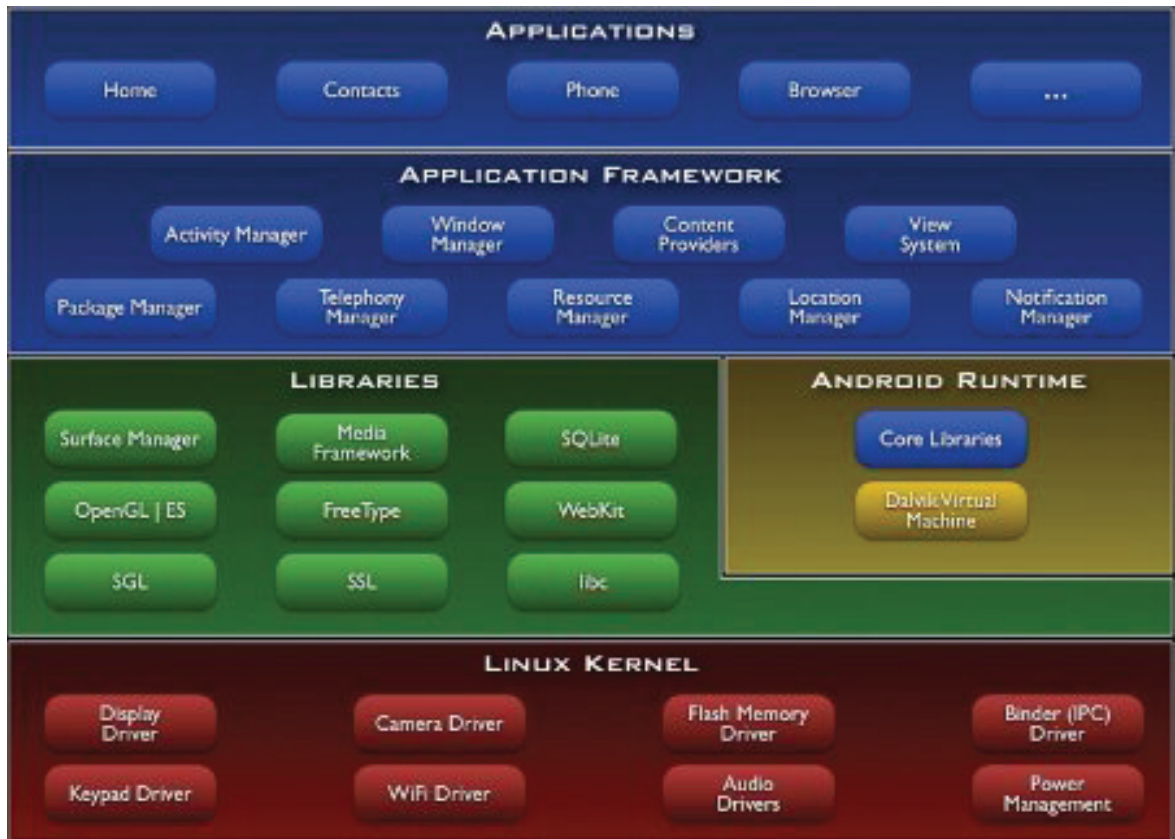 APPLICATIONS
Home
Contacts
Phone
Browser
...
APPLICATION FRAMEWORK
Activity Manager
Window
Manager
Content
Providers
View
System
Package Manager
Telephony
Manager
Resource
Manager
Location
Manager
Notification
Manager
LIBRARIES
Surface Manager
Media
Framework
SQLite
OpenGL | ES
FreeType
WebKit
SGL
SSL
libc
ANDROID RUNTIME
Core Libraries
Dalvik Virtual
Machine
LINUX KERNEL
Display
Driver
Camera Driver
Flash Memory
Driver
Binder (IPC)
Driver
Keypad Driver
WiFi Driver
Audio
Drivers
Power
Management